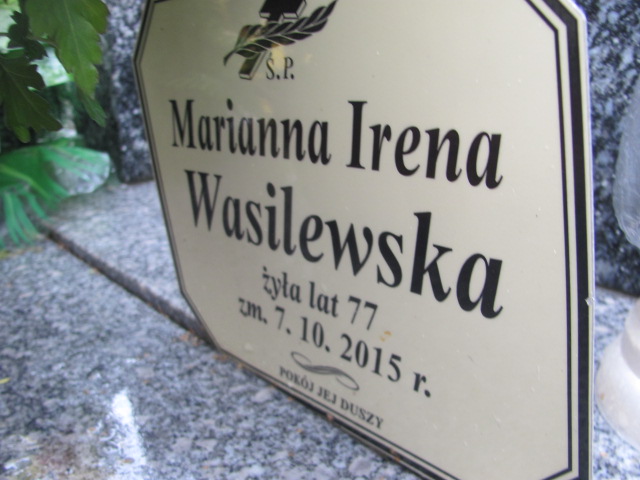 Ś.P.
Marianna Irena
Wasilewska
żyła lat 77
zm. 7. 10. 2015 r.
POKÓJ JEJ DUSZY